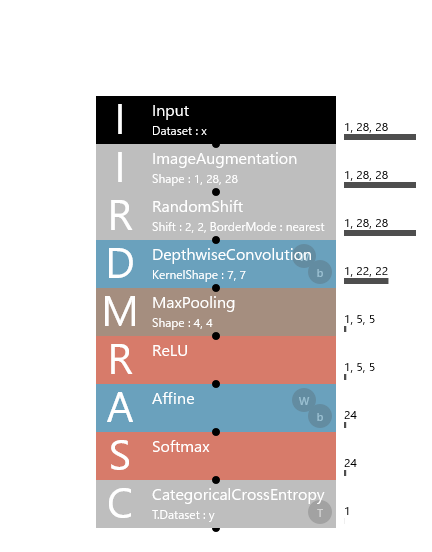 I
Input
Dataset : x
1, 28, 28
I
ImageAugmentation
Shape : 1, 28, 28
1, 28, 28
R
RandomShift
Shift : 2, 2, BorderMode : nearest
1, 28, 28
D
DepthwiseConvolution
KernelShape : 7, 7
W
b
1, 22, 22
M
MaxPooling
Shape : 4, 4
1, 5, 5
R
ReLU
1, 5, 5
A
Affine
W
b
24
S
Softmax
24
C
CategoricalCrossEntropy
T.Dataset : y
T
1